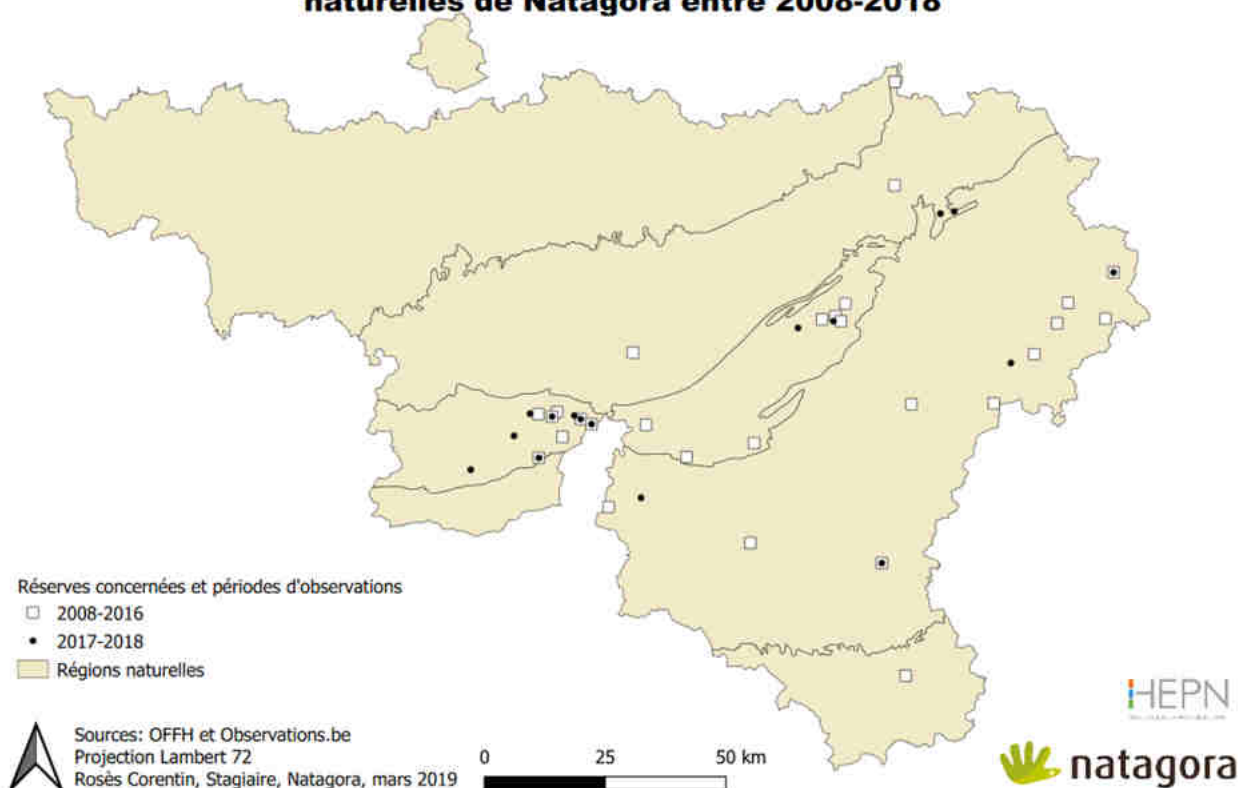 naturelles de Natagora entre 2008-2018
Réserves concernées et périodes d'observations
2008-2016
2017-2018
Régions naturelles
Sources: OFFH et Observations.be
Projection Lambert 72
Rosès Corentin, Stagiaire, Natagora, mars 2019
0 25 50 km
HEPN
natagora